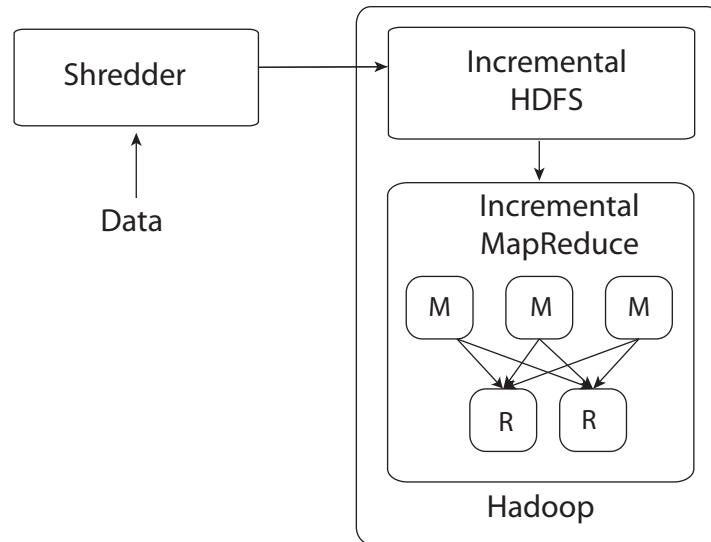 Shredder
Data
Incremental
HDFS
Incremental
MapReduce
M M M
R R
Hadoop